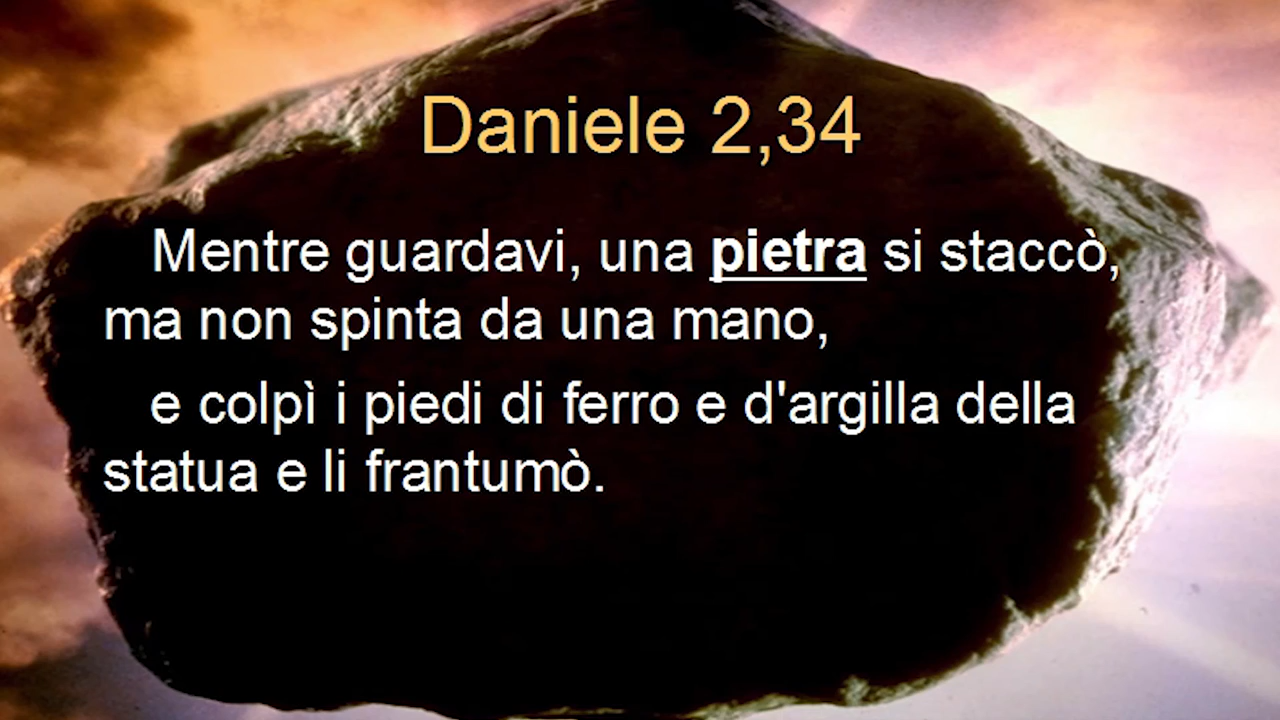 Daniele 2,34
Mentre guardavi, una pietra si staccò,
ma non spinta da una mano,
e colpì i piedi di ferro e d'argilla della
statua e li frantumò.